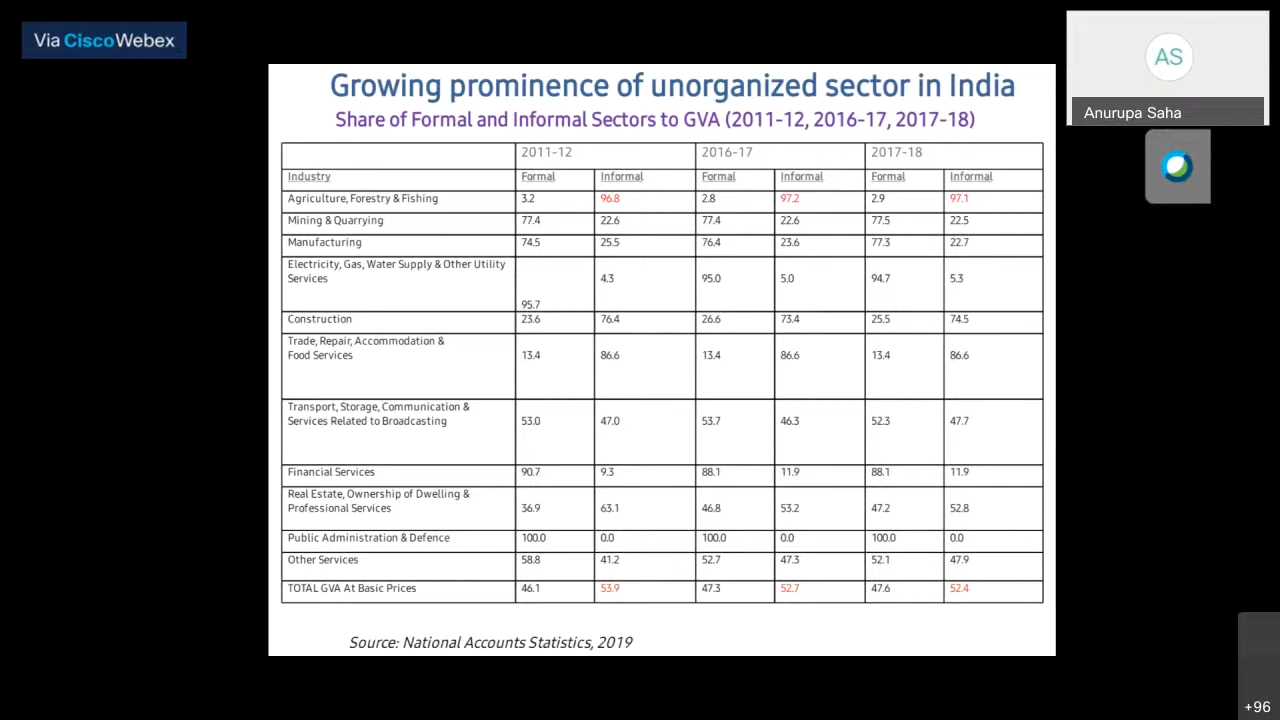 Via CiscoWebex
AS
Anurupa Saha
Growing prominence of unorganized sector in India
Share of Formal and Informal Sectors to GVA (2011-12, 2016-17, 2017-18)
2011-12 2016-17 2017-18
Industry Formal Informal Formal Informal Formal Informal
Agriculture, Forestry & Fishing 3.2 96.8 2.8 97.2 2.9 97.1
Mining & Quarrying 77.4 22.6 77.4 22.6 77.5 22.5
Manufacturing 74.5 25.5 76.4 23.6 77.3 22.7
Electricity, Gas, Water Supply & Other Utility
Services 4.3 95.0 5.0 94.7 5.3
95.7
Construction 23.6 76.4 26.6 73.4 25.5 74.5
Trade, Repair, Accommodation &
Food Services 13.4 86.6 13.4 86.6 13.4 86.6
Transport, Storage, Communication &
Services Related to Broadcasting 53.0 47.0 53.7 46.3 52.3 47.7
Financial Services 90.7 9.3 88.1 11.9 88.1 11.9
Real Estate, Ownership of Dwelling &
Professional Services 36.9 63.1 46.8 53.2 47.2 52.8
Public Administration & Defence 100.0 0.0 100.0 0.0 100.0 0.0
Other Services 58.8 41.2 52.7 47.3 52.1 47.9
TOTAL GVA At Basic Prices 46.1 53.9 47.3 52.7 47.6 52.4
Source: National Accounts Statistics, 2019
+96